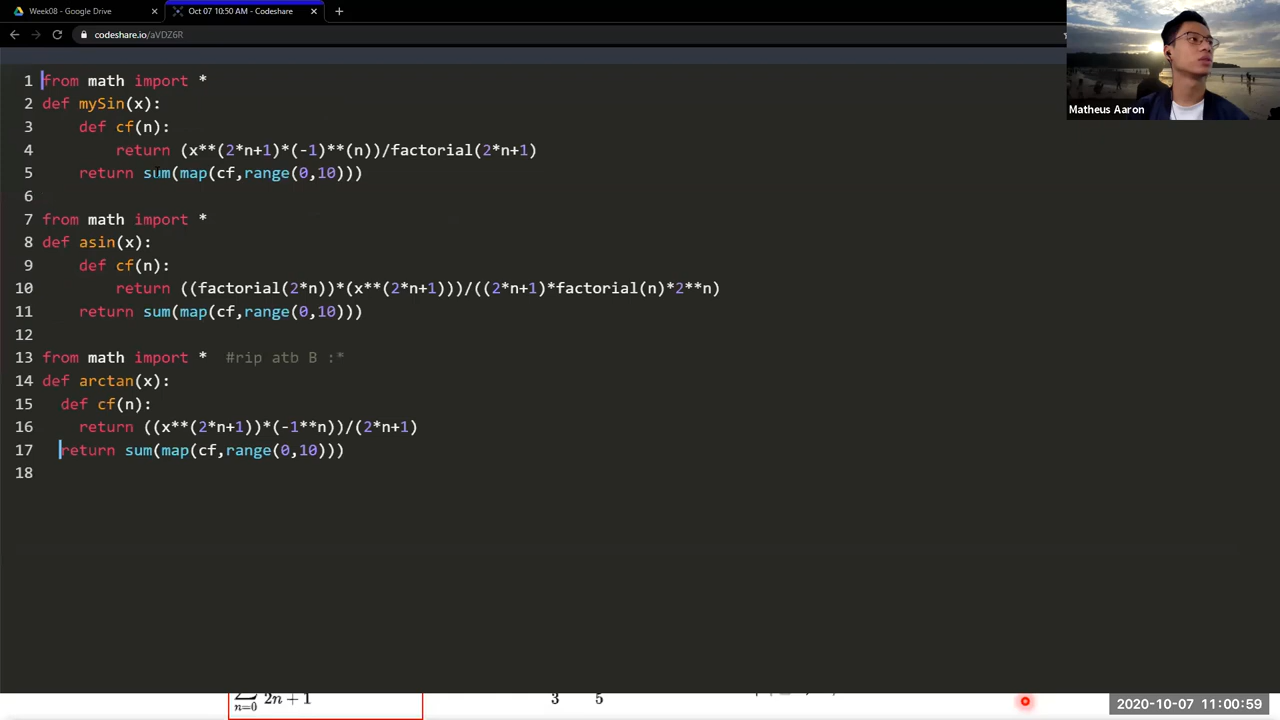 Week08 - Google Drive
Oct 07 10:50 AM - Codeshare
codeshare.io/aVDZ6R
Matheus Aaron
1 from math import *
2 def mySin(x):
3 def cf(n):
4 return (x**(2*n+1)*(-1)**(n))/factorial(2*n+1)
5 return sum(map(cf,range(0,10)))
6
7 from math import *
8 def asin(x):
9 def cf(n):
10 return ((factorial(2*n))*(x**(2*n+1)))/((2*n+1)*factorial(n)*2**n)
11 return sum(map(cf,range(0,10)))
12
13 from math import * #rip atb B :*
14 def arctan(x):
15 def cf(n):
16 return ((x**(2*n+1))*(-1**n))/(2*n+1)
17 return sum(map(cf,range(0,10)))
18
2n + 1
n=0
3 5
2020-10-07 11:00:59